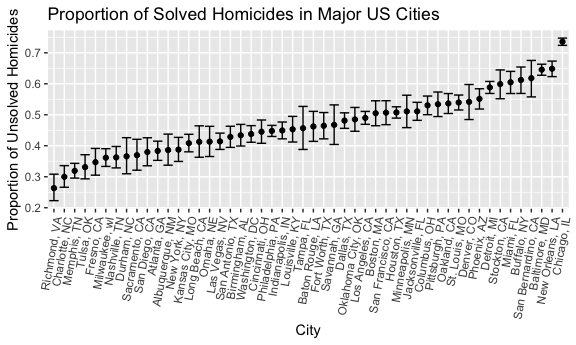 Proportion of Solved Homicides in Major US Cities
Proportion of Unsolved Homicides
0.7
0.6
0.5
0.4
0.3
0.2
Richmond, VA
Charlotte, NC
Memphis, TN
Tulsa, OK
Fresno, CA
Milwaukee, wI
Nashville, TN
Durham, NC
Sacramento, CA
San Diego, CA
Atlanta, GA
Albuquerque, NM
New York, NY
Kansas City, MO
Long Beach, CA
Omaha, NE
Las Vegas, NV
San Antonio, TX
Birmingham, AL
Washington, DC
Cincinnati, OH
Philadelphia, PA
Indianapolis, IN
Louisville, KY
Tampa, FL
Baton Rouge, LA
Fort Worth, TX
Savannah, GA
Dallas, TX
Oklahoma City, OK
Los Angeles, CA
Boston, MA
San Francisco, CA
Houston, TX
Minneapolis, MN
Jacksonville, FL
Columbus, OH
Pittsburgh, PA
Oakland, CA
St. Louis, MO
Denver, CO
Phoenix, AZ
Detroit, MI
Stockton, CA
Miami, FL
Buffalo, NY
San Bernardino, CA
Baltimore, MD
New Orleans, LA
Chicago, IL
City